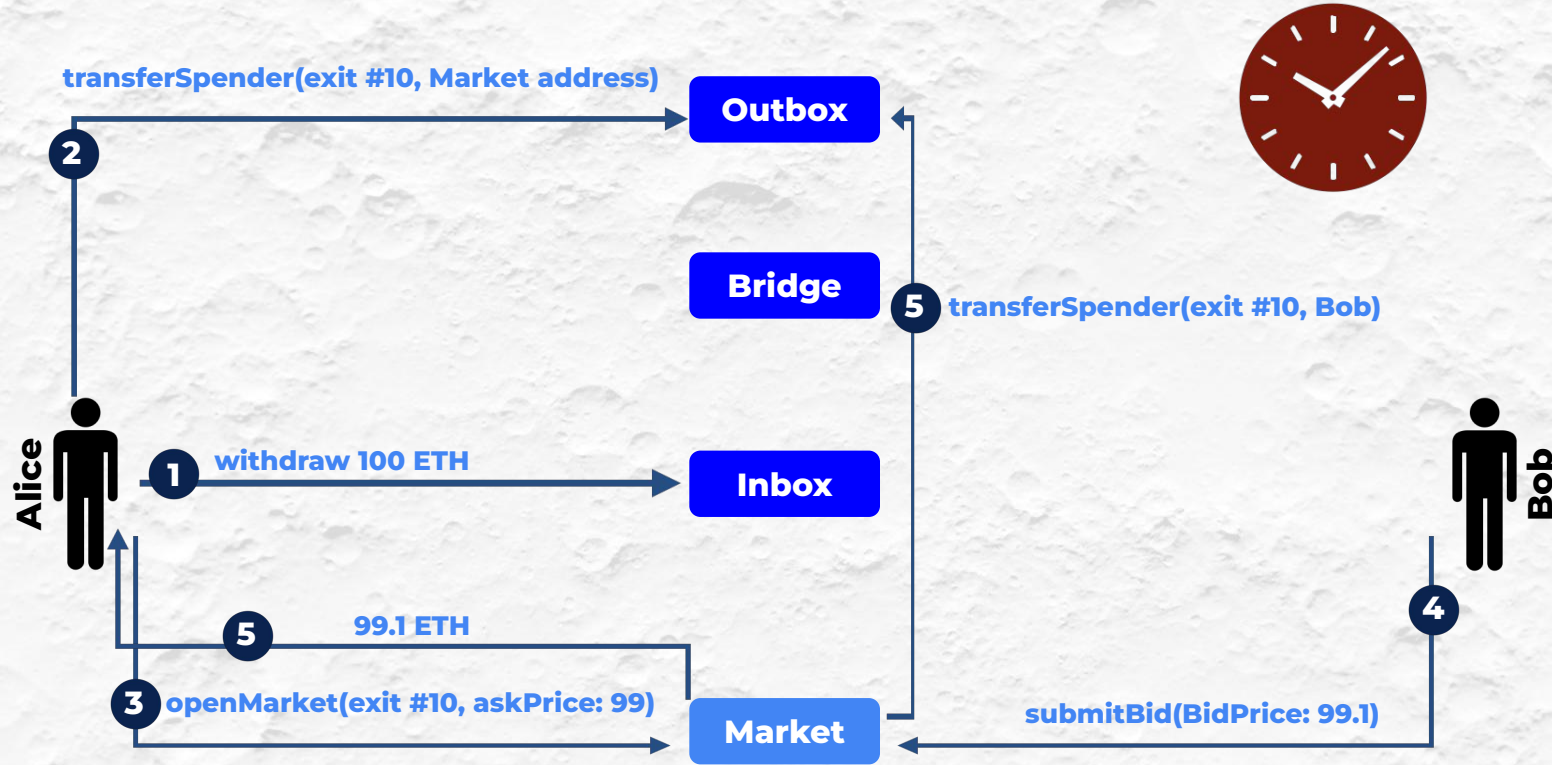 transferSpender(exit #10, Market address)
Outbox
2
Bridge
5
transferSpender(exit #10, Bob)
Alice
1
withdraw 100 ETH
Inbox
Bob
4
5
99.1 ETH
3
openMarket(exit #10, askPrice: 99)
Market
submitBid(BidPrice: 99.1)